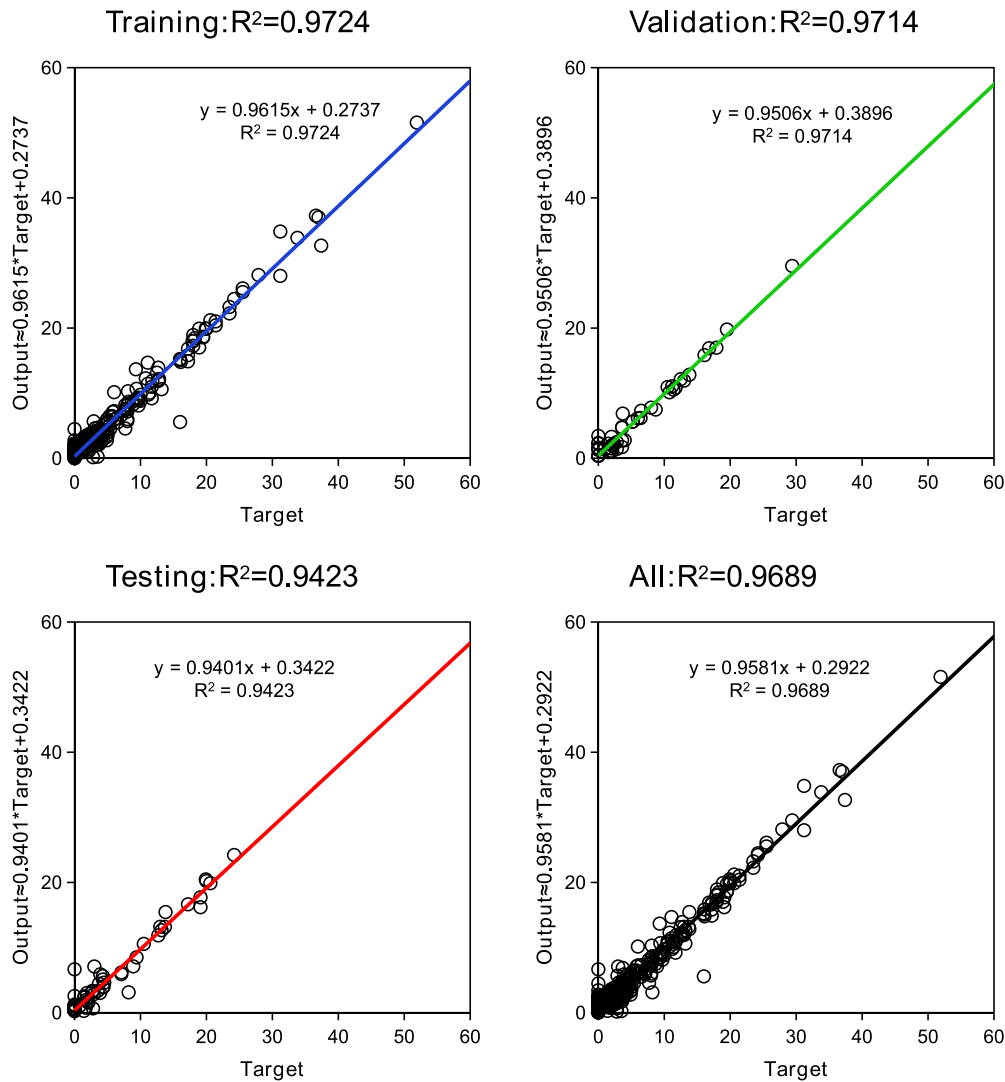 Training:R²=0.9724
y = 0.9615x + 0.2737
R² = 0.9724
Output≈0.9615*Target+0.2737
60
40
20
0
0 10 20 30 40 50 60
Target
Validation:R²=0.9714
y = 0.9506x + 0.3896
R² = 0.9714
Output≈0.9506*Target+0.3896
60
40
20
0
0 10 20 30 40 50 60
Target
Testing:R²=0.9423
y = 0.9401x + 0.3422
R² = 0.9423
Output≈0.9401*Target+0.3422
60
40
20
0
0 10 20 30 40 50 60
Target
All:R²=0.9689
y = 0.9581x + 0.2922
R² = 0.9689
Output≈0.9581*Target+0.2922
60
40
20
0
0 10 20 30 40 50 60
Target